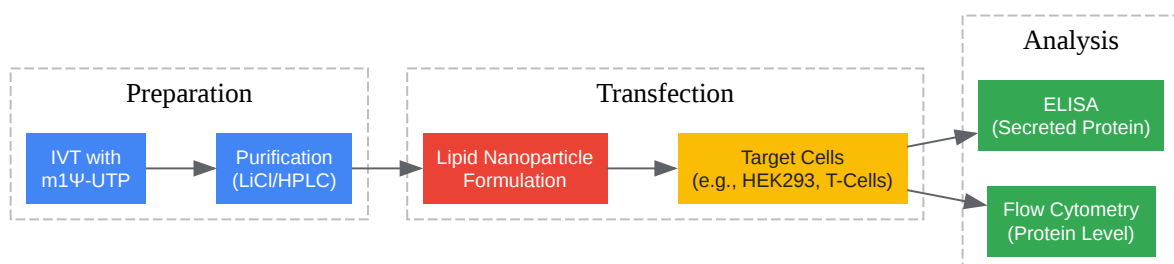 Preparation
IVT with
m1Ψ-UTP
Purification
(LiCl/HPLC)
Transfection
Lipid Nanoparticle
Formulation
Target Cells
(e.g., HEK293, T-Cells)
Analysis
ELISA
(Secreted Protein)
Flow Cytometry
(Protein Level)